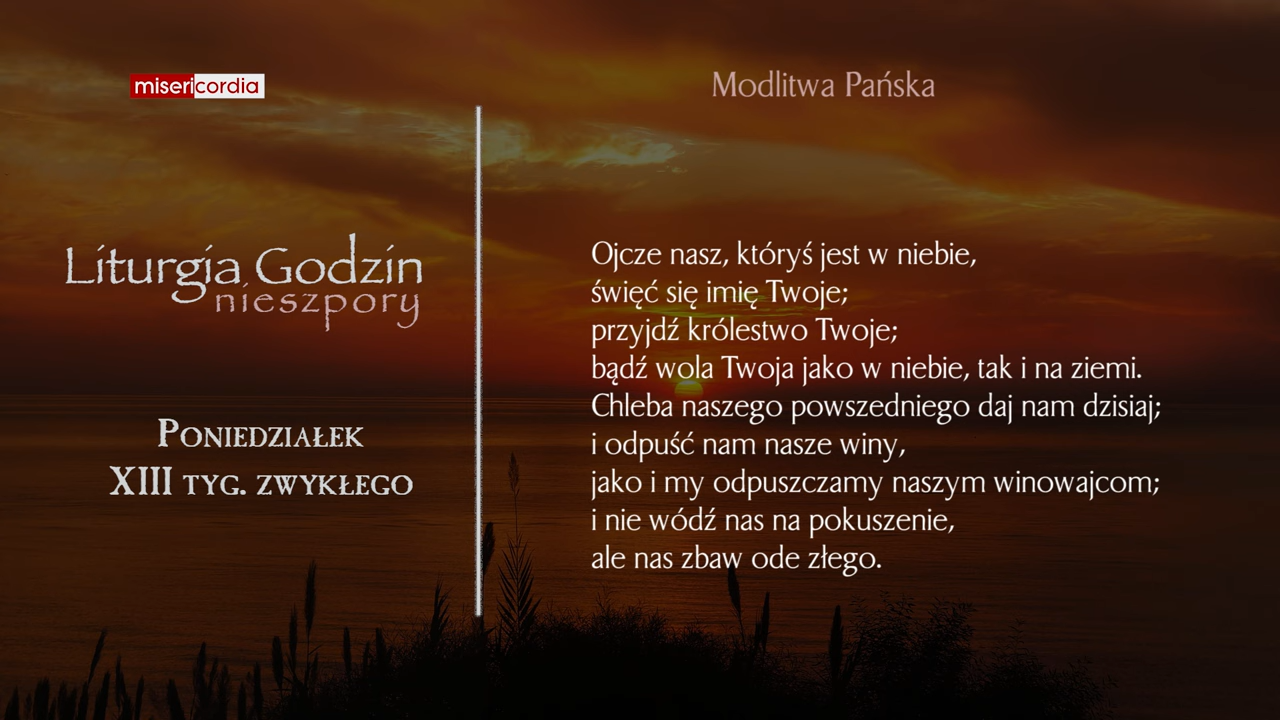 misericordia
Liturgia Godzin
nieszpory
Poniedziałek
XIII tyg. zwykłego
Modlitwa Pańska
Ojcze nasz, któryś jest w niebie,
święć się imię Twoje;
przyjdź królestwo Twoje;
bądź wola Twoja jako w niebie, tak i na ziemi.
Chleba naszego powszedniego daj nam dzisiaj;
i odpuść nam nasze winy,
jako i my odpuszczamy naszym winowajcom;
i nie wódź nas na pokuszenie,
ale nas zbaw ode złego.